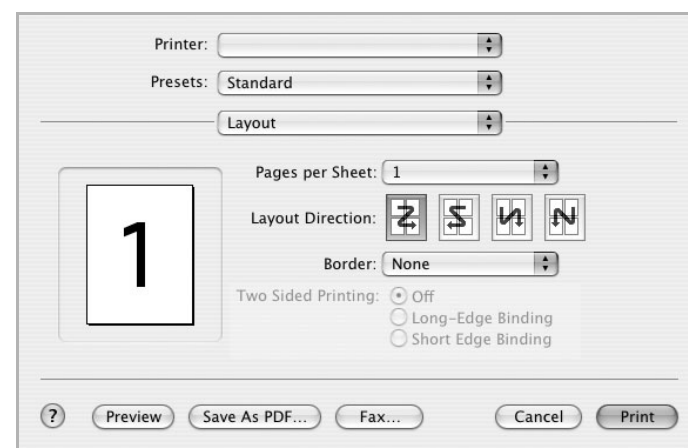 Printer:
Presets: Standard
Layout
Pages per Sheet: 1
Layout Direction:
1
Border: None
Two Sided Printing: Off
Long-Edge Binding
Short Edge Binding
? Preview Save As PDF... Fax... Cancel Print